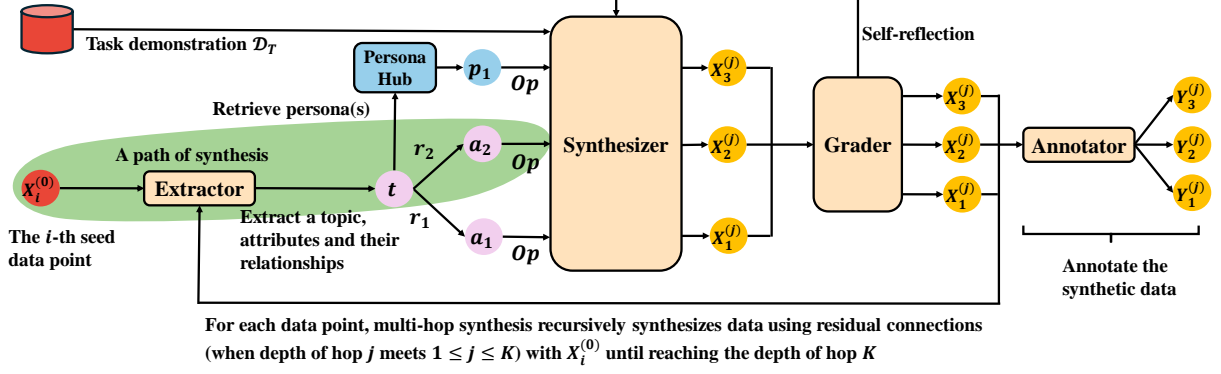 Task demonstration 𝒟_T
Self-reflection
Persona
Hub
p₁
Op
Retrieve persona(s)
X₃^(j)
X₃^(j)
Y₃^(j)
A path of synthesis
r₂
a₂
Op
Synthesizer
X₂^(j)
Grader
X₂^(j)
Annotator
Y₂^(j)
X_i^(0)
Extractor
t
r₁
X₁^(j)
Y₁^(j)
The i-th seed
data point
Extract a topic,
attributes and their
relationships
a₁
Op
X₁^(j)
Annotate the
synthetic data
For each data point, multi-hop synthesis recursively synthesizes data using residual connections
(when depth of hop j meets 1 ≤ j ≤ K) with X_i^(0) until reaching the depth of hop K